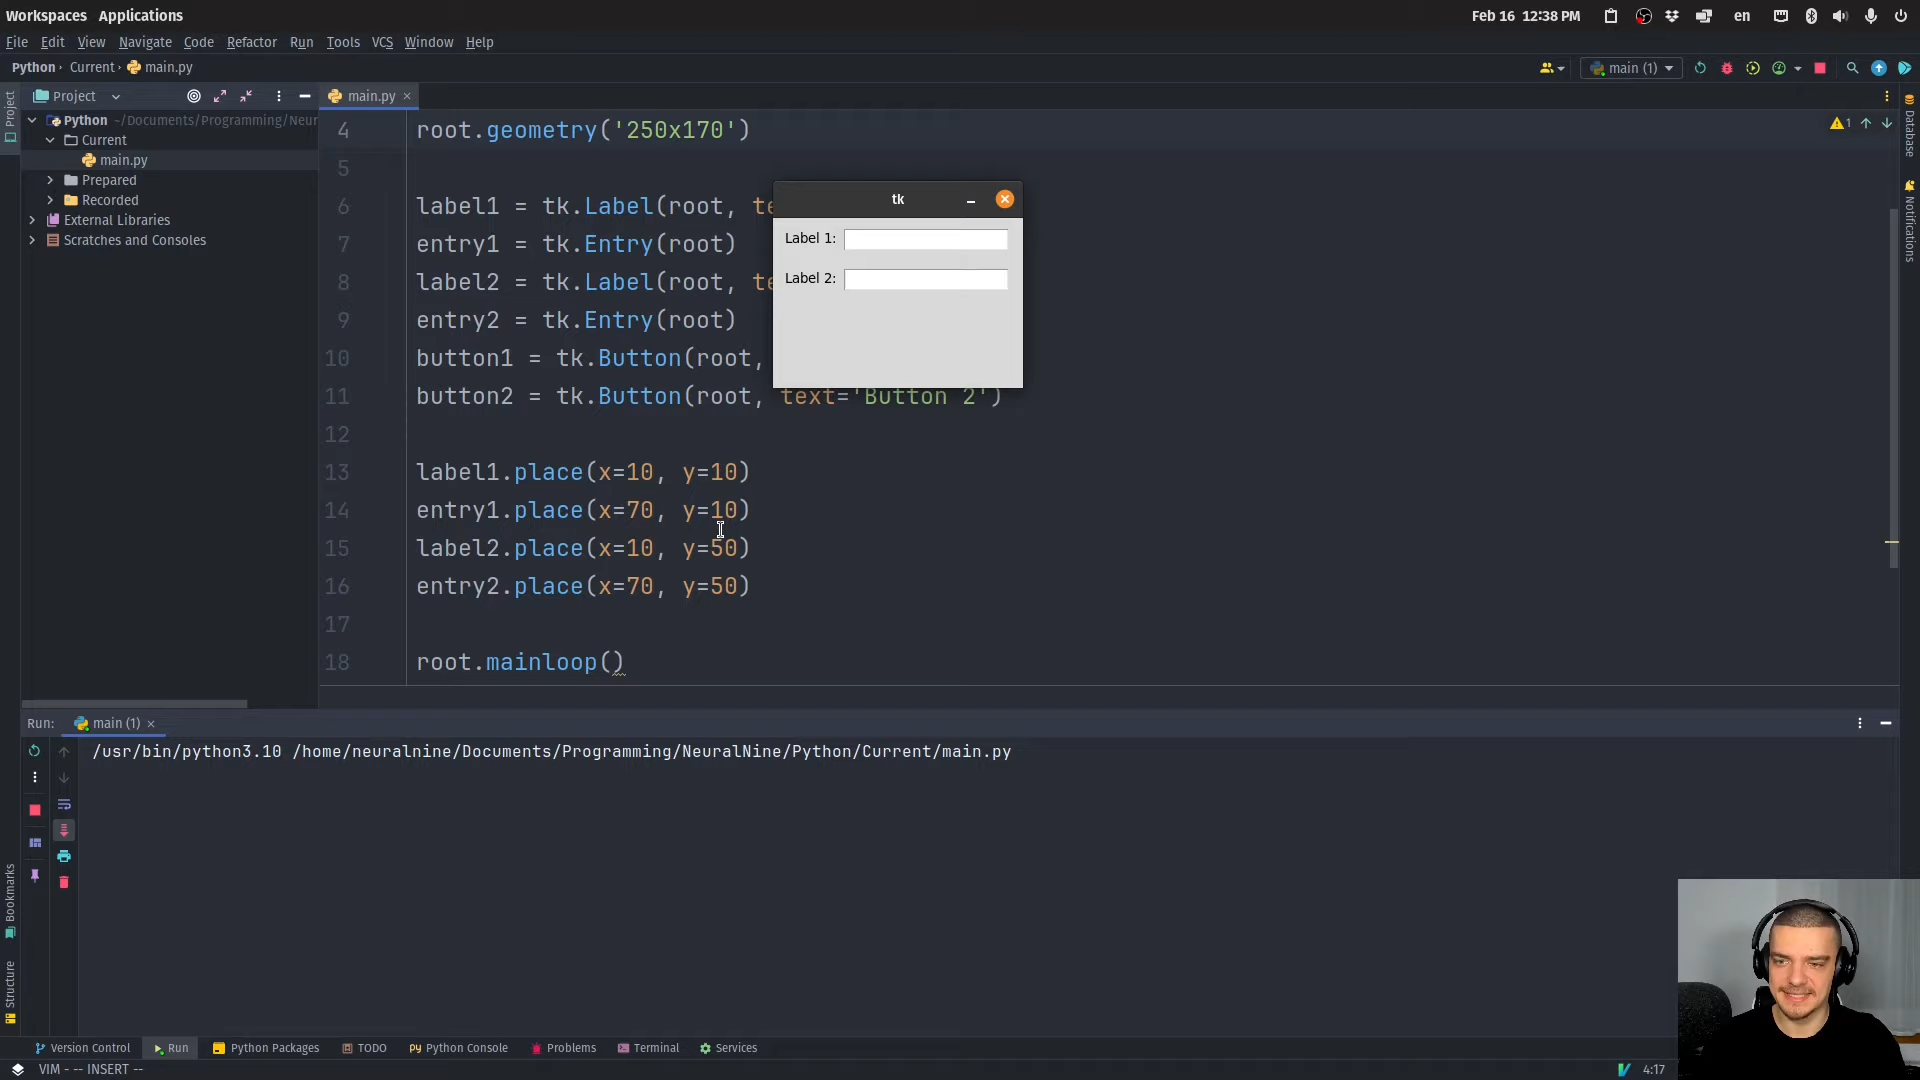 Workspaces Applications
Feb 16 12:38 PM
en
File Edit View Navigate Code Refactor Run Tools VCS Window Help
Python › Current › main.py
main (1)
Project
main.py
Python ~/Documents/Programming/Neur
Current
main.py
Prepared
Recorded
External Libraries
Scratches and Consoles
Project
Bookmarks
Structure
Database
Notifications
1
4 root.geometry('250x170')
5
6 label1 = tk.Label(root, te
7 entry1 = tk.Entry(root)
8 label2 = tk.Label(root, te
9 entry2 = tk.Entry(root)
10 button1 = tk.Button(root,
11 button2 = tk.Button(root, text='Button 2')
12
13 label1.place(x=10, y=10)
14 entry1.place(x=70, y=10)
15 label2.place(x=10, y=50)
16 entry2.place(x=70, y=50)
17
18 root.mainloop()
tk
Label 1:
Label 2:
Run: main (1)
/usr/bin/python3.10 /home/neuralnine/Documents/Programming/NeuralNine/Python/Current/main.py
Version Control Run Python Packages TODO Python Console Problems Terminal Services
VIM - -- INSERT --
4:17